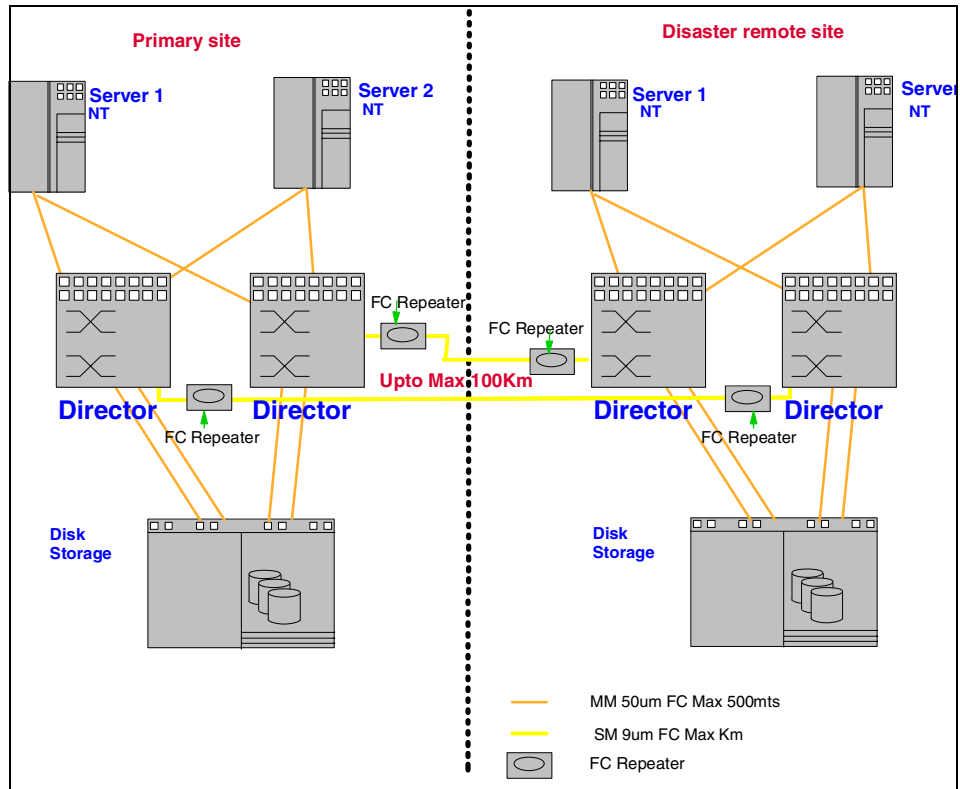 Primary site
Disaster remote site
Server 1
NT
Server 2
NT
Server 1
NT
Server
NT
FC Repeater
FC Repeater
Upto Max 100Km
Director
Director
Director
Director
FC Repeater
FC Repeater
Disk
Storage
Disk
Storage
MM 50um FC Max 500mts
SM 9um FC Max Km
FC Repeater